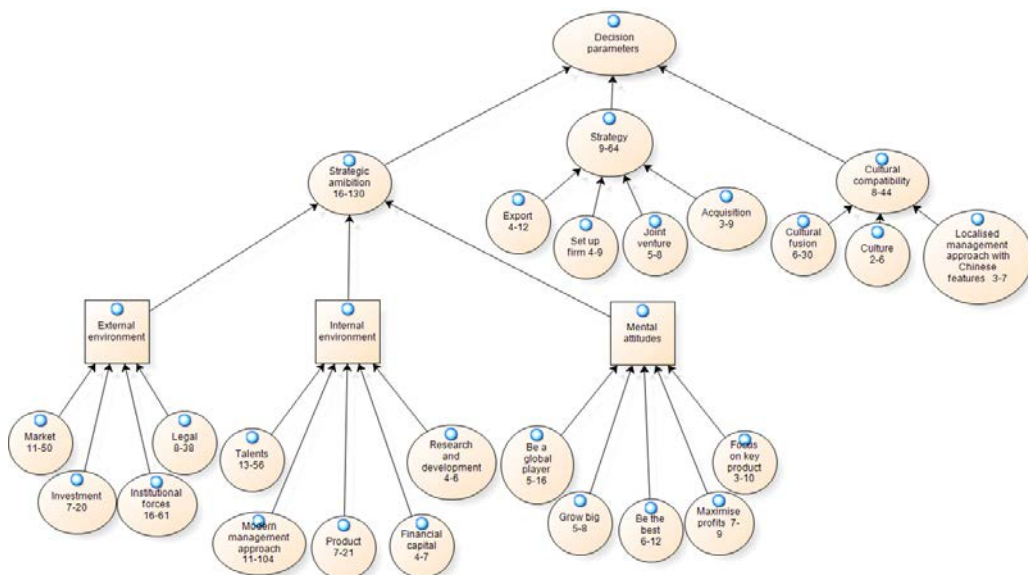 Decision
parameters
Strategy
9-64
Strategic
amibition
16-130
Cultural
compatibility
8-44
Export
4-12
Set up
firm 4-9
Joint
venture
5-8
Acquisition
3-9
Cultural
fusion
6-30
Culture
2-6
Localised
management
approach with
Chinese
features 3-7
External
environment
Internal
environment
Mental
attitudes
Market
11-50
Investment
7-20
Institutional
forces
16-61
Legal
8-38
Talents
13-56
Modern
management
approach
11-104
Product
7-21
Financial
capital
4-7
Research
and
development
4-6
Be a
global
player
5-16
Grow big
5-8
Be the
best
6-12
Maximise
profits 7-
9
Focus
on key
product
3-10